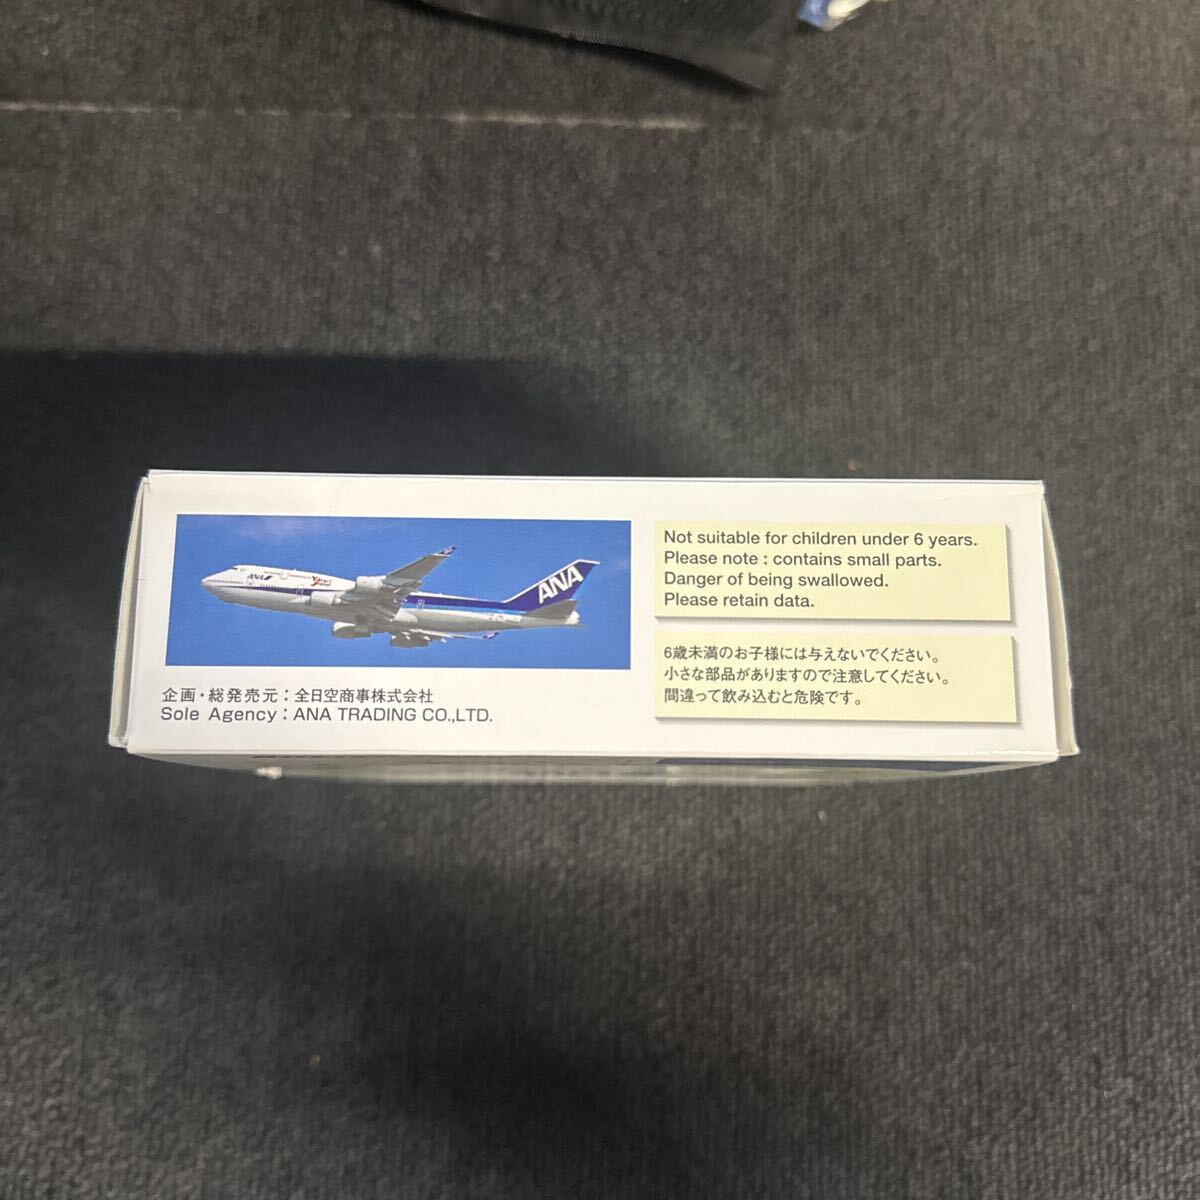 ANA
ANA
企画・総発売元：全日空商事株式会社
Sole Agency : ANA TRADING CO.,LTD.
Not suitable for children under 6 years.
Please note : contains small parts.
Danger of being swallowed.
Please retain data.
6歳未満のお子様には与えないでください。
小さな部品がありますので注意してください。
間違って飲み込むと危険です。